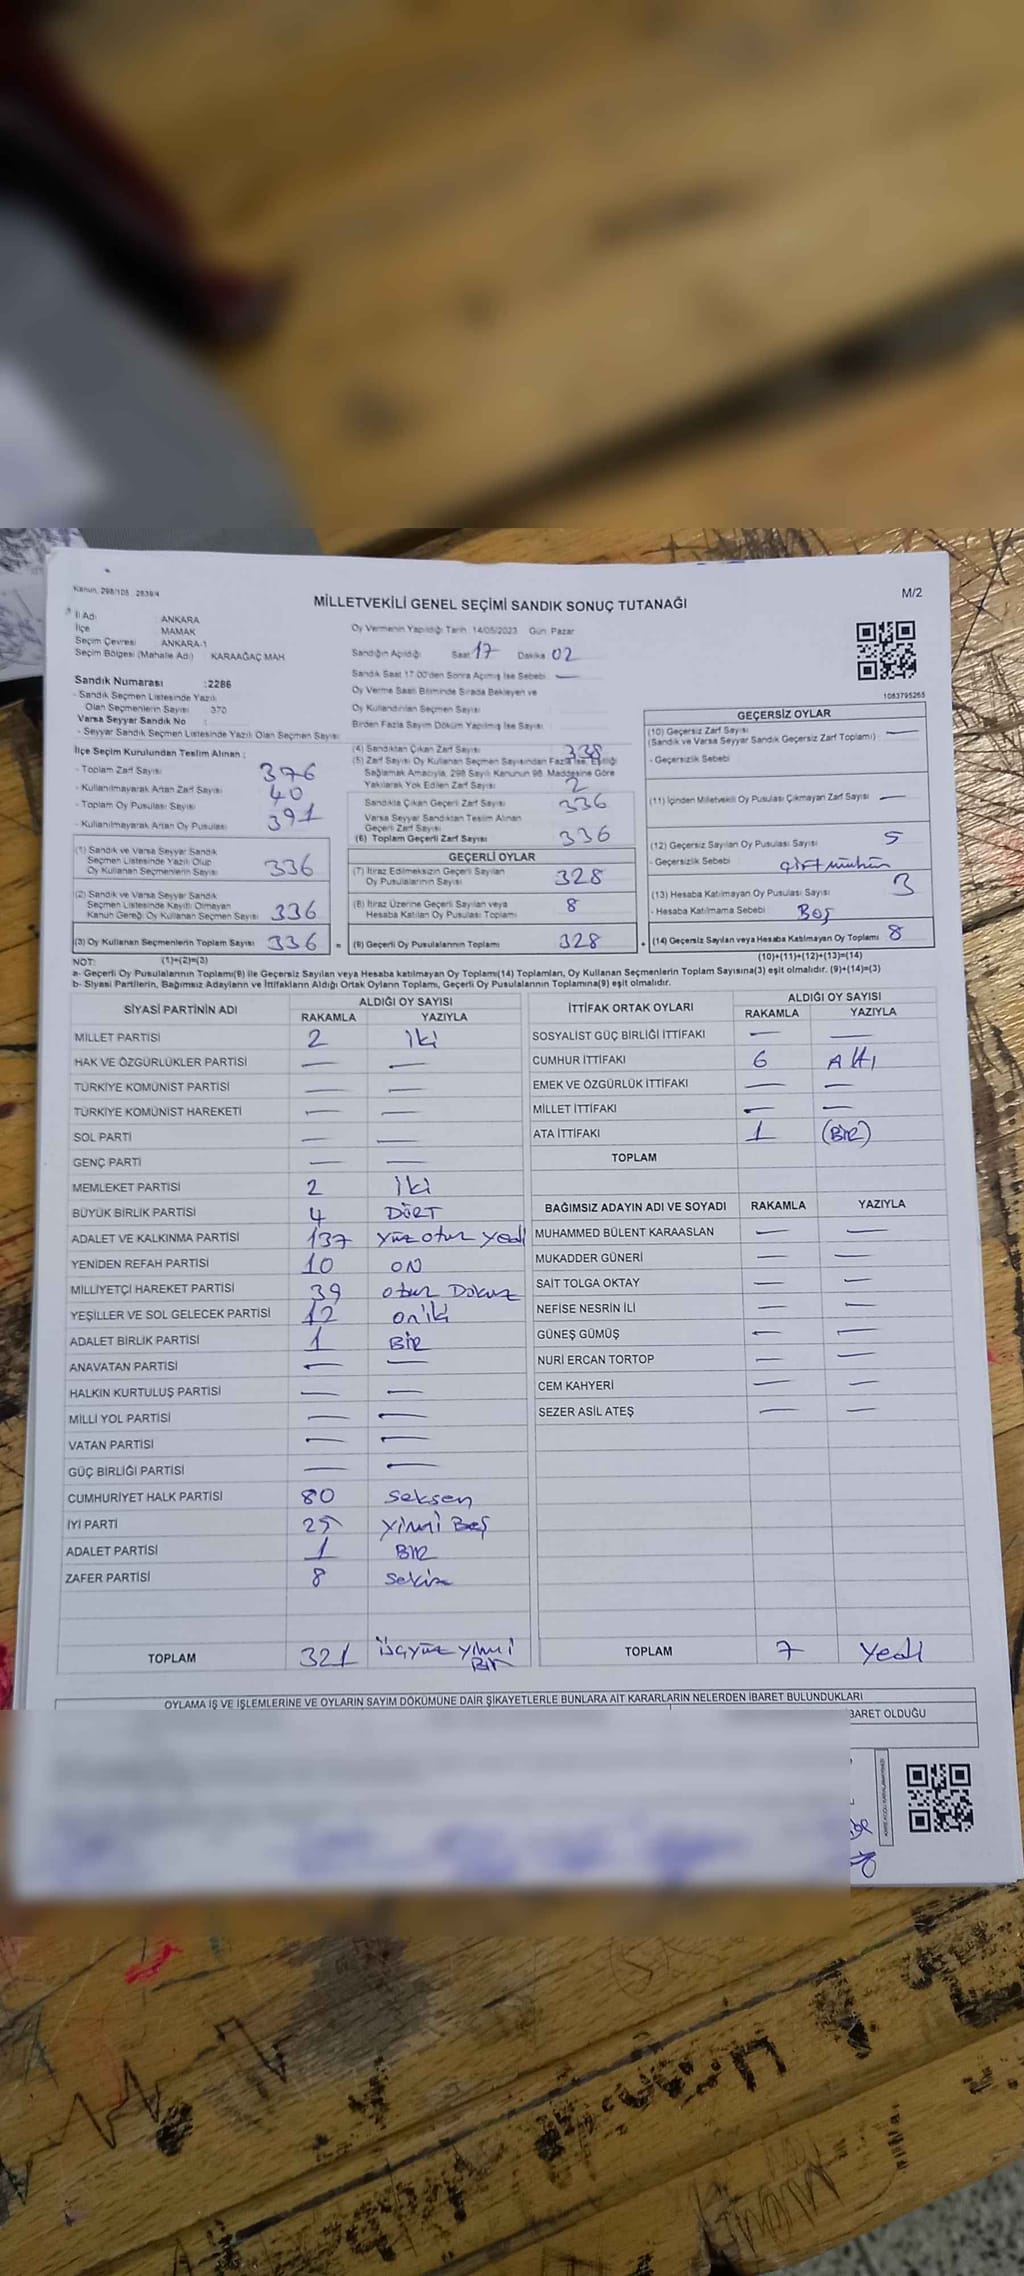 Kanun, 298/105 , 2839/4
MİLLETVEKİLİ GENEL SEÇİMİ SANDIK SONUÇ TUTANAĞI
M/2
İl Adı : ANKARA
İlçe : MAMAK
Seçim Çevresi : ANKARA-1
Seçim Bölgesi (Mahalle Adı) : KARAAĞAÇ MAH
Oy Vermenin Yapıldığı Tarih :14/05/2023 Gün :Pazar
Sandığın Açıldığı Saat 17 Dakika 02
Sandık Saat 17:00'den Sonra Açılmış İse Sebebi —
Oy Verme Saati Bitiminde Sırada Bekleyen ve
Oy Kullandırılan Seçmen Sayısı :
Birden Fazla Sayım Döküm Yapılmış İse Sayısı :
1083795265
Sandık Numarası :2286
- Sandık Seçmen Listesinde Yazılı
Olan Seçmenlerin Sayısı : 370
Varsa Seyyar Sandık No :
- Seyyar Sandık Seçmen Listesinde Yazılı Olan Seçmen Sayısı :
İlçe Seçim Kurulundan Teslim Alınan ;
- Toplam Zarf Sayısı 376
- Kullanılmayarak Artan Zarf Sayısı 40
- Toplam Oy Pusulası Sayısı 391
- Kullanılmayarak Artan Oy Pusulası
(1) Sandık ve Varsa Seyyar Sandık
Seçmen Listesinde Yazılı Olup
Oy Kullanan Seçmenlerin Sayısı 336
(2) Sandık ve Varsa Seyyar Sandık
Seçmen Listesinde Kayıtlı Olmayan
Kanun Gereği Oy Kullanan Seçmen Sayısı 336
(3) Oy Kullanan Seçmenlerin Toplam Sayısı 336
(4) Sandıktan Çıkan Zarf Sayısı 338
(5) Zarf Sayısı Oy Kullanan Seçmen Sayısından Fazla İse, Eşitliği
Sağlamak Amacıyla, 298 Sayılı Kanunun 98. Maddesine Göre
Yakılarak Yok Edilen Zarf Sayısı 2
Sandıkta Çıkan Geçerli Zarf Sayısı 336
Varsa Seyyar Sandıktan Teslim Alınan
Geçerli Zarf Sayısı
(6) Toplam Geçerli Zarf Sayısı 336
GEÇERLİ OYLAR
(7) İtiraz Edilmeksizin Geçerli Sayılan
Oy Pusulalarının Sayısı 328
(8) İtiraz Üzerine Geçerli Sayılan veya
Hesaba Katılan Oy Pusulası Toplamı 8
= (9) Geçerli Oy Pusulalarının Toplamı 328
GEÇERSİZ OYLAR
(10) Geçersiz Zarf Sayısı
(Sandık ve Varsa Seyyar Sandık Geçersiz Zarf Toplamı) : —
- Geçersizlik Sebebi
(11) İçinden Milletvekili Oy Pusulası Çıkmayan Zarf Sayısı —
(12) Geçersiz Sayılan Oy Pusulası Sayısı 5
- Geçersizlik Sebebi : çift mühür
(13) Hesaba Katılmayan Oy Pusulası Sayısı 3
- Hesaba Katılmama Sebebi Boş
+ (14) Geçersiz Sayılan veya Hesaba Katılmayan Oy Toplamı 8
NOT: (1)+(2)=(3) (10)+(11)+(12)+(13)=(14)
a- Geçerli Oy Pusulalarının Toplamı(9) ile Geçersiz Sayılan veya Hesaba katılmayan Oy Toplamı(14) Toplamları, Oy Kullanan Seçmenlerin Toplam Sayısına(3) eşit olmalıdır. (9)+(14)=(3)
b- Siyasi Partilerin, Bağımsız Adayların ve İttifakların Aldığı Ortak Oyların Toplamı, Geçerli Oy Pusulalarının Toplamına(9) eşit olmalıdır.
SİYASİ PARTİNİN ADI ALDIĞI OY SAYISI
RAKAMLA YAZIYLA
MİLLET PARTİSİ 2 iki
HAK VE ÖZGÜRLÜKLER PARTİSİ — —
TÜRKİYE KOMÜNİST PARTİSİ — —
TÜRKİYE KOMÜNİST HAREKETİ — —
SOL PARTİ — —
GENÇ PARTİ — —
MEMLEKET PARTİSİ 2 iki
BÜYÜK BİRLİK PARTİSİ 4 DÖRT
ADALET VE KALKINMA PARTİSİ 137 yüz otuz yedi
YENİDEN REFAH PARTİSİ 10 ON
MİLLİYETÇİ HAREKET PARTİSİ 39 otuz Dokuz
YEŞİLLER VE SOL GELECEK PARTİSİ 12 oniki
ADALET BİRLİK PARTİSİ 1 BİR
ANAVATAN PARTİSİ — —
HALKIN KURTULUŞ PARTİSİ — —
MİLLİ YOL PARTİSİ — —
VATAN PARTİSİ — —
GÜÇ BİRLİĞİ PARTİSİ — —
CUMHURİYET HALK PARTİSİ 80 seksen
İYİ PARTİ 25 yirmi Beş
ADALET PARTİSİ 1 BİR
ZAFER PARTİSİ 8 sekiz
TOPLAM 321 üçyüz yirmi
BİR
İTTİFAK ORTAK OYLARI ALDIĞI OY SAYISI
RAKAMLA YAZIYLA
SOSYALİST GÜÇ BİRLİĞİ İTTİFAKI — —
CUMHUR İTTİFAKI 6 Altı
EMEK VE ÖZGÜRLÜK İTTİFAKI — —
MİLLET İTTİFAKI — —
ATA İTTİFAKI 1 (BİR)
TOPLAM
BAĞIMSIZ ADAYIN ADI VE SOYADI RAKAMLA YAZIYLA
MUHAMMED BÜLENT KARAASLAN — —
MUKADDER GÜNERİ — —
SAİT TOLGA OKTAY — —
NEFİSE NESRİN İLİ — —
GÜNEŞ GÜMÜŞ — —
NURİ ERCAN TORTOP — —
CEM KAHYERİ — —
SEZER ASİL ATEŞ — —
TOPLAM 7 Yedi
OYLAMA İŞ VE İŞLEMLERİNE VE OYLARIN SAYIM DÖKÜMÜNE DAİR ŞİKAYETLERLE BUNLARA AİT KARARLARIN NELERDEN İBARET BULUNDUKLARI
BARET OLDUĞU